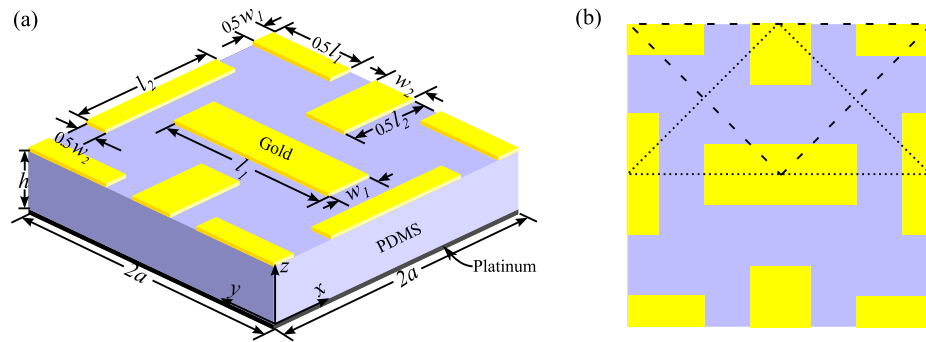 (a)
(b)
0.5w1
0.5l1
l2
w2
0.5l2
0.5w2
Gold
l1
w1
h
PDMS
z
Platinum
y
x
2a
2a